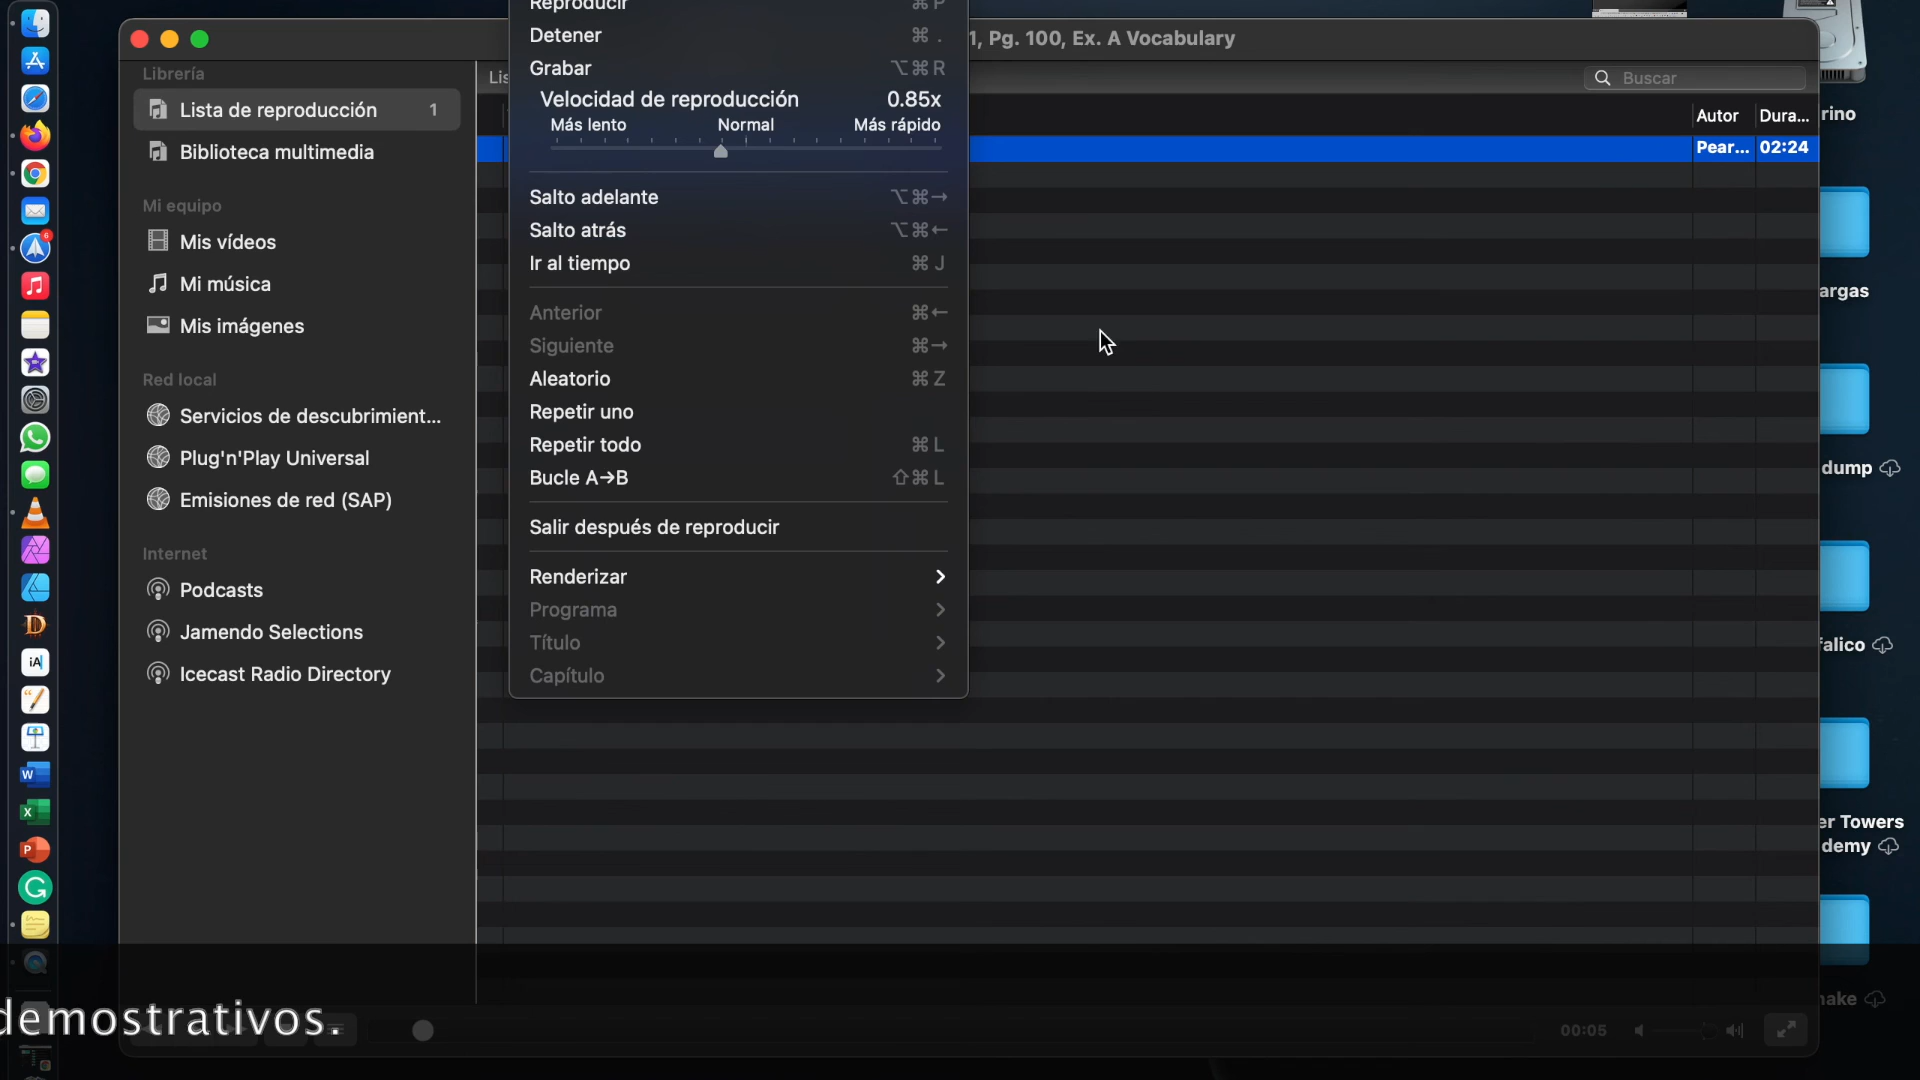 Reproducir ⌘ P
Detener ⌘ .
Grabar ⌥⌘ R
Velocidad de reproducción 0.85x
Más lento Normal Más rápido
Salto adelante ⌥⌘→
Salto atrás ⌥⌘←
Ir al tiempo ⌘ J
Anterior ⌘←
Siguiente ⌘→
Aleatorio ⌘ Z
Repetir uno
Repetir todo ⌘ L
Bucle A→B ⇧⌘ L
Salir después de reproducir
Renderizar
Programa
Título
Capítulo
1, Pg. 100, Ex. A Vocabulary
Lis
Buscar
Autor Dura...
Pear... 02:24
Librería
Lista de reproducción 1
Biblioteca multimedia
Mi equipo
Mis vídeos
Mi música
Mis imágenes
Red local
Servicios de descubrimient...
Plug'n'Play Universal
Emisiones de red (SAP)
Internet
Podcasts
Jamendo Selections
Icecast Radio Directory
rino
argas
dump
falico
er Towers
demy
nake
6
iA
W
X
P
demostrativos.
00:05